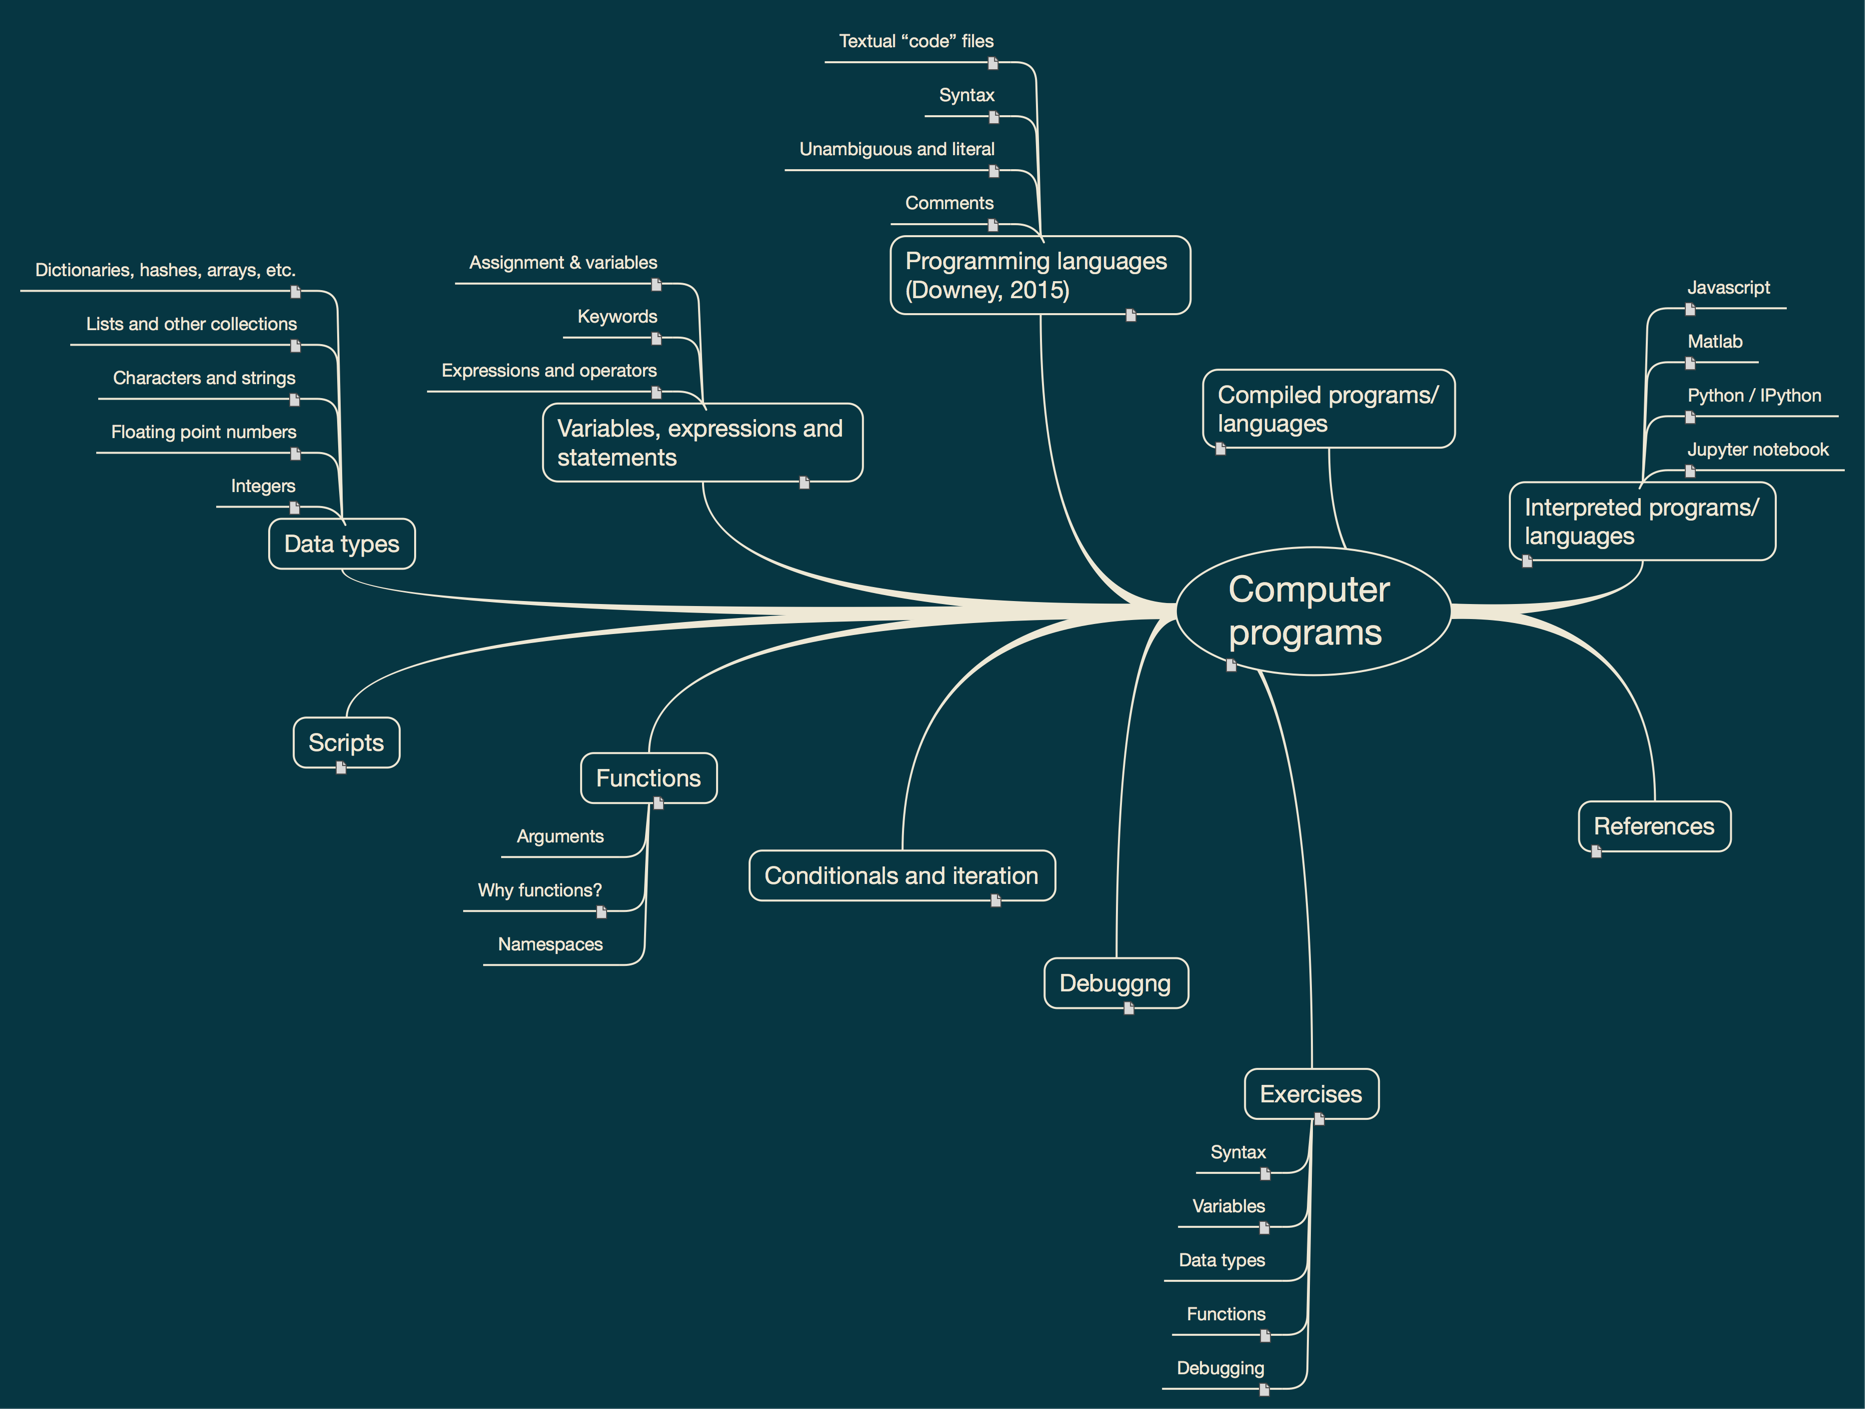 Textual “code” files
Syntax
Unambiguous and literal
Comments
Programming languages
(Downey, 2015)
Assignment & variables
Keywords
Expressions and operators
Variables, expressions and
statements
Dictionaries, hashes, arrays, etc.
Lists and other collections
Characters and strings
Floating point numbers
Integers
Data types
Compiled programs/
languages
Javascript
Matlab
Python / IPython
Jupyter notebook
Interpreted programs/
languages
Computer
programs
Scripts
Functions
Arguments
Why functions?
Namespaces
Conditionals and iteration
Debuggng
References
Exercises
Syntax
Variables
Data types
Functions
Debugging